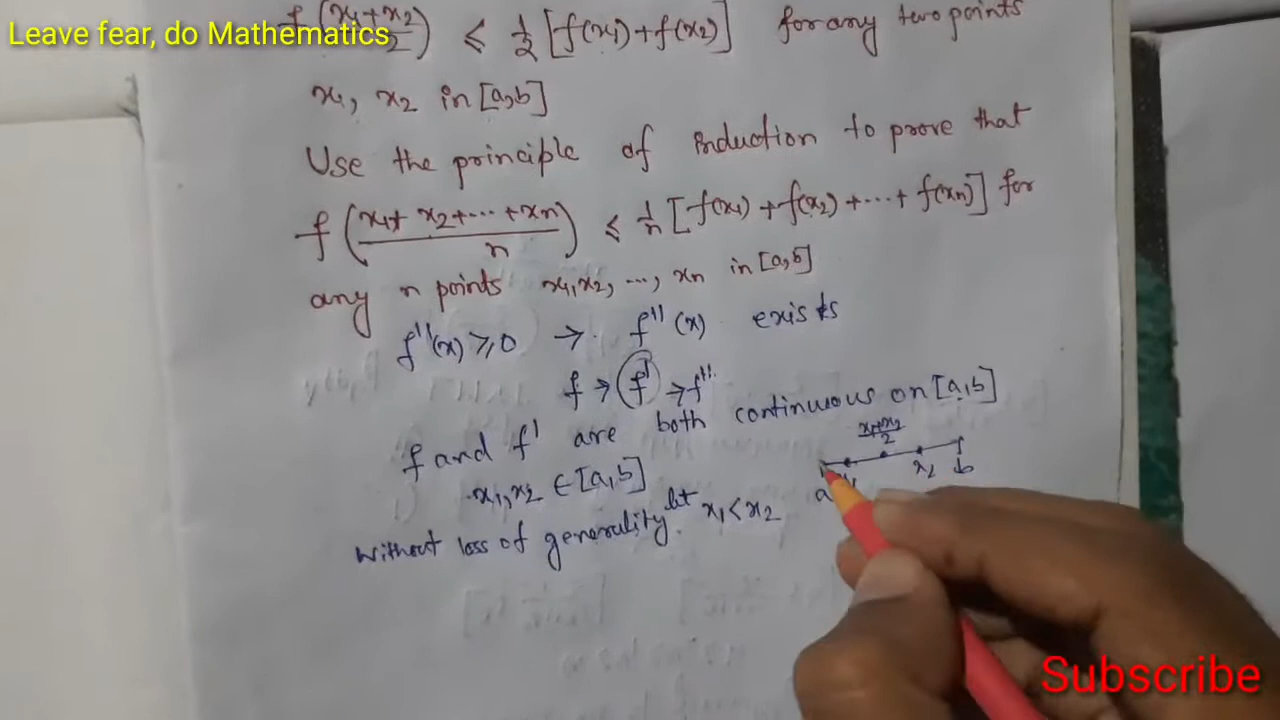 f((x1+x2)/2) ≤ 1/2 [f(x1)+f(x2)] for any two points
Leave fear, do Mathematics
x1, x2 in [a,b]
Use the principle of induction to prove that
f((x1+x2+...+xn)/n) ≤ 1/n [f(x1)+f(x2)+...+f(xn)] for
any n points x1,x2,..., xn in [a,b]
f''(x) ≥ 0 → f''(x) exists
f → f' → f''
f and f' are both continuous on [a,b]
(x1+x2)/2
x1,x2 ∈ [a,b]
a x2 b
without loss of generality let x1 < x2
Subscribe